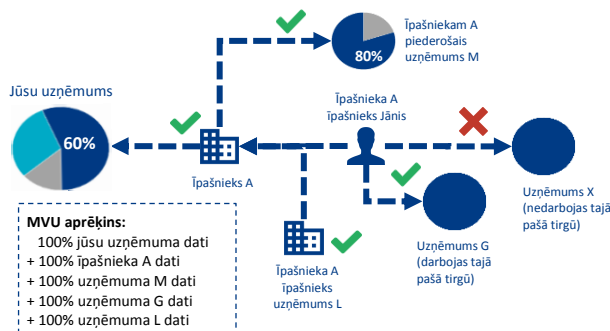 Īpašniekam A
piederošais
uzņēmums M
80%
Jūsu uzņēmums
60%
Īpašnieka A
īpašnieks Jānis
Īpašnieks A
Uzņēmums X
(nedarbojas tajā
pašā tirgū)
Uzņēmums G
(darbojas tajā
pašā tirgū)
Īpašnieka A
īpašnieks
uzņēmums L
MVU aprēķins:
100% jūsu uzņēmuma dati
+ 100% īpašnieka A dati
+ 100% uzņēmuma M dati
+ 100% uzņēmuma G dati
+ 100% uzņēmuma L dati